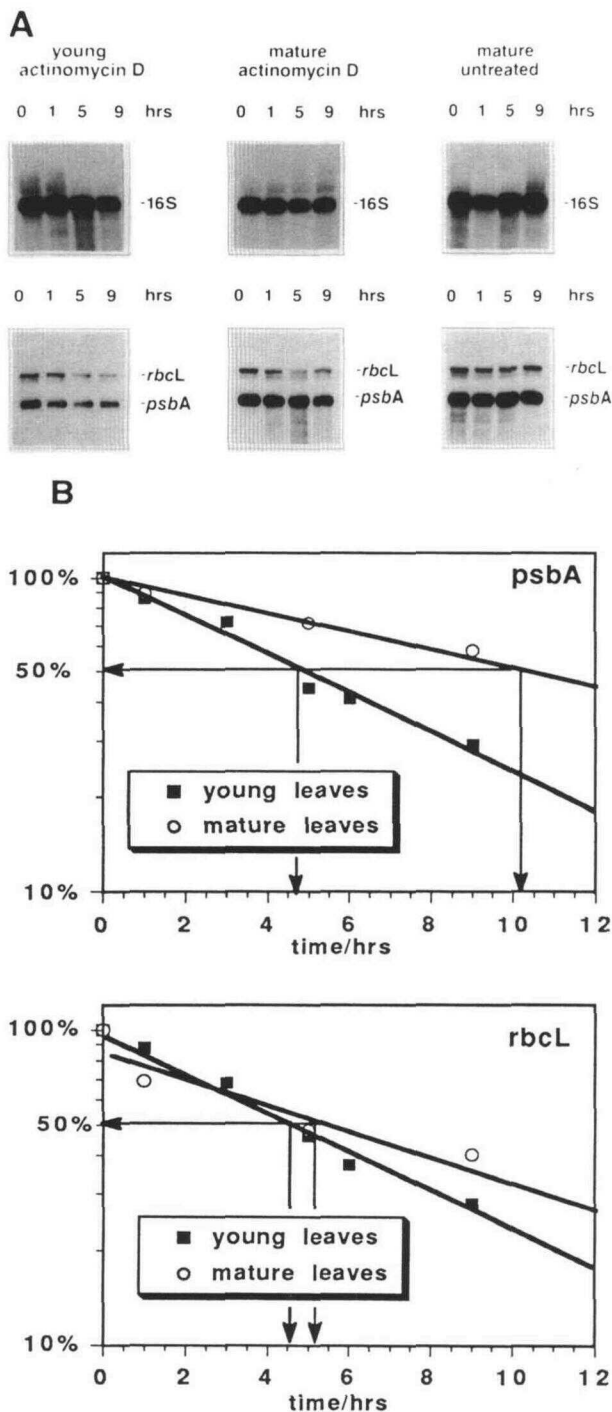 A
young mature mature
actinomycin D actinomycin D untreated
0 1 5 9 hrs 0 1 5 9 hrs 0 1 5 9 hrs
-16S -16S -16S
0 1 5 9 hrs 0 1 5 9 hrs 0 1 5 9 hrs
-rbcL -rbcL -rbcL
-psbA -psbA -psbA
B
psbA
100%
50%
young leaves
mature leaves
10%
0 2 4 6 8 10 12
time/hrs
rbcL
100%
50%
young leaves
mature leaves
10%
0 2 4 6 8 10 12
time/hrs